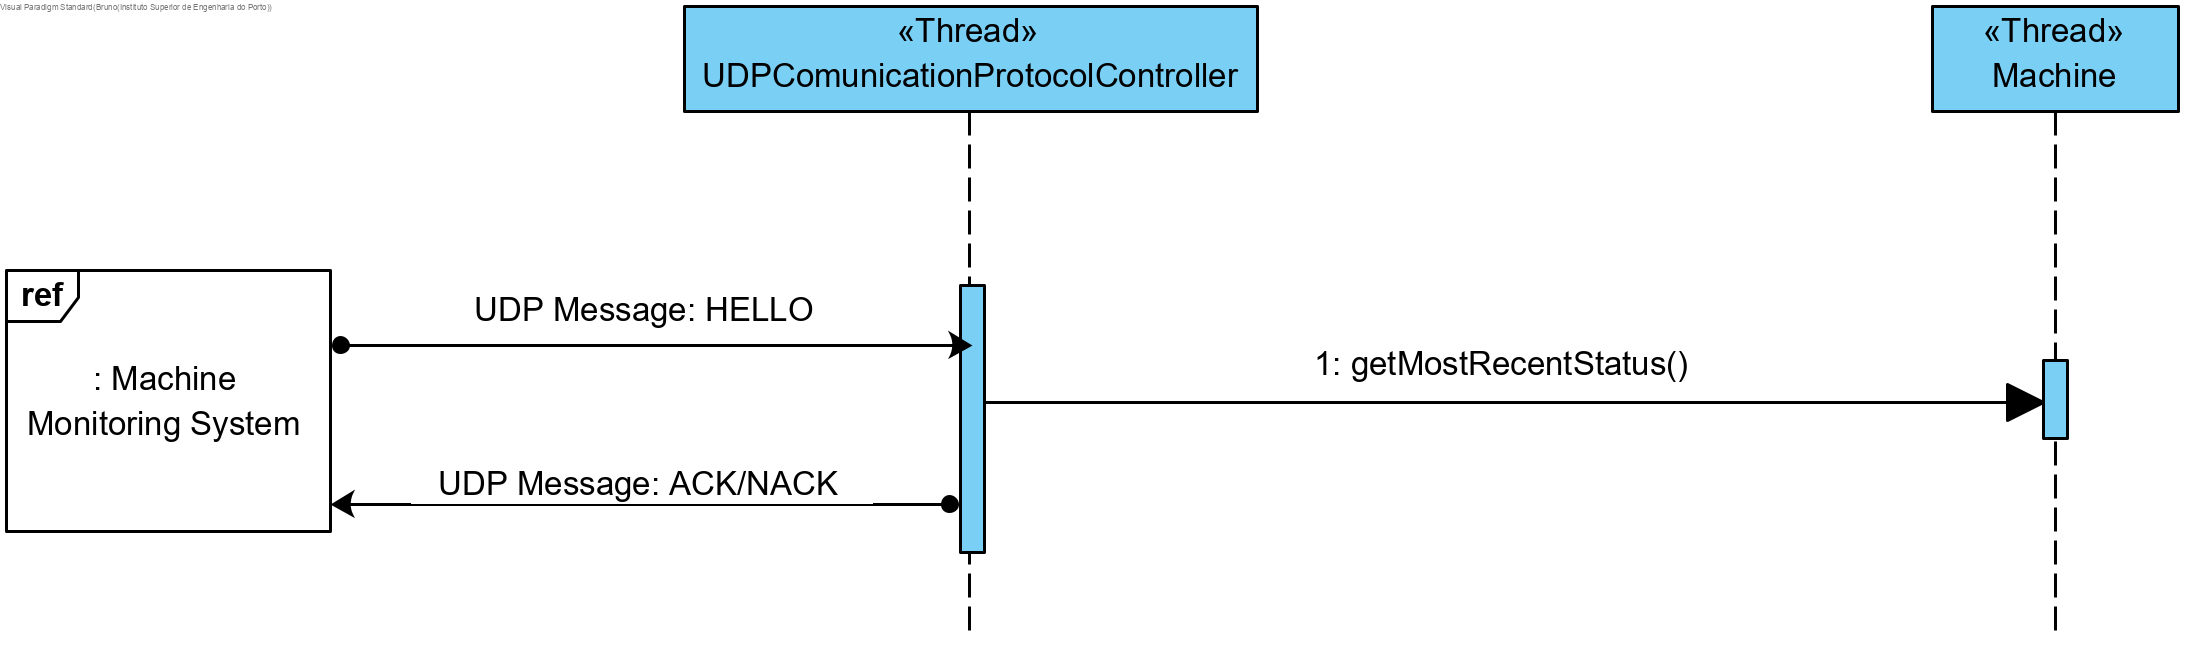 Visual Paradigm Standard(Bruno(Instituto Superior de Engenharia do Porto))
«Thread»
UDPComunicationProtocolController
«Thread»
Machine
ref
: Machine
Monitoring System
UDP Message: HELLO
1: getMostRecentStatus()
UDP Message: ACK/NACK